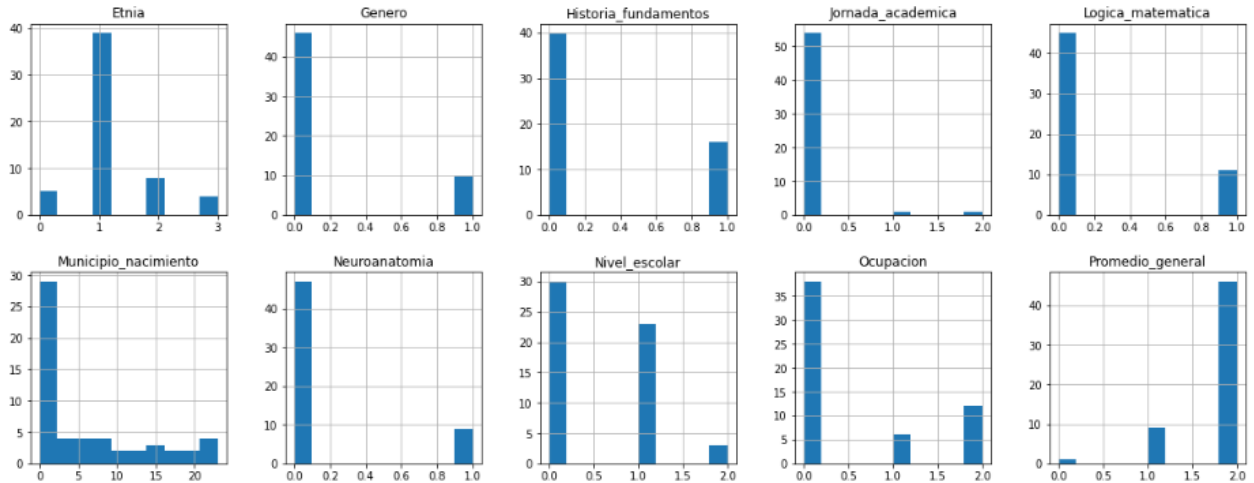 Etnia Genero Historia_fundamentos Jornada_academica Logica_matematica
40 30 20 10 0
0 1 2 3
40 30 20 10 0
0.0 0.2 0.4 0.6 0.8 1.0
40 30 20 10 0
0.0 0.2 0.4 0.6 0.8 1.0
50 40 30 20 10 0
0.0 0.5 1.0 1.5 2.0
40 30 20 10 0
0.0 0.2 0.4 0.6 0.8 1.0
Municipio_nacimiento Neuroanatomia Nivel_escolar Ocupacion Promedio_general
30 25 20 15 10 5 0
0 5 10 15 20
40 30 20 10 0
0.0 0.2 0.4 0.6 0.8 1.0
30 25 20 15 10 5 0
0.0 0.5 1.0 1.5 2.0
35 30 25 20 15 10 5 0
0.0 0.5 1.0 1.5 2.0
40 30 20 10 0
0.0 0.5 1.0 1.5 2.0